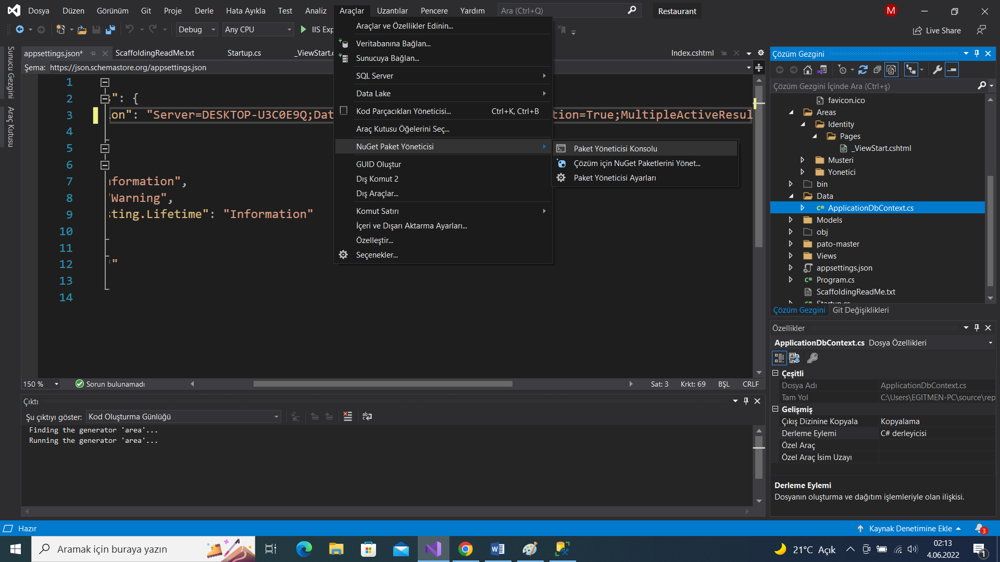 Dosya Düzen Görünüm Git Proje Derle Hata Ayıkla Test Analiz Araçlar Uzantılar Pencere Yardım Ara (Ctrl+Q) Restaurant M
Debug Any CPU IIS Exp Live Share
Sunucu Gezgini
Araç Kutusu
appsettings.json* ScaffoldingReadMe.txt Startup.cs _ViewStart.c Index.cshtml
Şema: https://json.schemastore.org/appsettings.json
1
2 s": {
3 ion": "Server=DESKTOP-U3C0E9Q;Dat tion=True;MultipleActiveResul
4
5
6
7 nformation",
8 "Warning",
9 sting.Lifetime": "Information"
10
11
12 *"
13
14
Araçlar ve Özellikler Edinin...
Veritabanına Bağlan...
Sunucuya Bağlan...
SQL Server
Data Lake
Kod Parçacıkları Yöneticisi... Ctrl+K, Ctrl+B
Araç Kutusu Öğelerini Seç...
NuGet Paket Yöneticisi
GUID Oluştur
Dış Komut 2
Dış Araçlar...
Komut Satırı
İçeri ve Dışarı Aktarma Ayarları...
Özelleştir...
Seçenekler...
Paket Yöneticisi Konsolu
Çözüm için NuGet Paketlerini Yönet...
Paket Yöneticisi Ayarları
150 % Sorun bulunamadı Sat: 3 Krkt: 69 BŞL CRLF
Çıktı
Şu çıktıyı göster: Kod Oluşturma Günlüğü
Finding the generator 'area'...
Running the generator 'area'...
Çözüm Gezgini
Çözüm Gezgini İçinde Ara (Ctrl+ş)
favicon.ico
Areas
Identity
Pages
_ViewStart.cshtml
Musteri
Yonetici
bin
Data
ApplicationDbContext.cs
Models
obj
pato-master
Views
appsettings.json
Program.cs
ScaffoldingReadMe.txt
Startup.cs
Çözüm Gezgini Git Değişiklikleri
Özellikler
ApplicationDbContext.cs Dosya Özellikleri
Çeşitli
Dosya Adı ApplicationDbContext.cs
Tam Yol C:\Users\EGITMEN-PC\source\rep
Gelişmiş
Çıkış Dizinine Kopyala Kopyalama
Derleme Eylemi C# derleyicisi
Özel Araç
Özel Araç İsim Uzayı
Derleme Eylemi
Dosyanın oluşturma ve dağıtım işlemleriyle olan ilişkisi.
Hazır Kaynak Denetimine Ekle 3
Aramak için buraya yazın 21°C Açık 02:13
4.06.2022 1